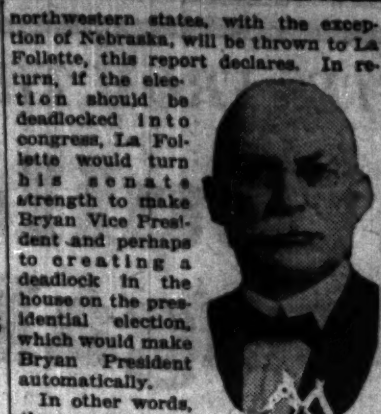 northwestern states, with the excep-
tion of Nebraska, will be thrown to La
Follette, this report declares. In re-
turn, if the elec-
tion should be
deadlocked into
congress, La Fol-
lette would turn
his senate
strength to make
Bryan Vice Presi-
dent and perhaps
to creating a
deadlock in the
house on the pres-
idential election,
which would make
Bryan President
automatically.
In other words,